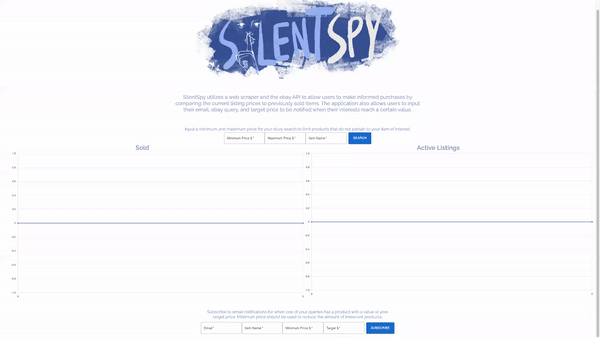 SILENTSPY
SilentSpy utilizes a web scraper and the ebay API to allow users to make informed purchases by
comparing the current listing prices to previously sold items. The application also allows users to input
their email, ebay query, and target price to be notified when their interests reach a certain value.
Input a minimum and maximum price for your ebay search to limit products that do not pertain to your item of interest.
Minimum Price $ * Maximum Price $ * Item Name * SEARCH
Sold Active Listings
1.0 1.0
0.8 0.8
0.6 0.6
0.4 0.4
0.2 0.2
0 0
-0.2 -0.2
-0.4 -0.4
-0.6 -0.6
-0.8 -0.8
-1.0 -1.0
Subscribe to email notifications for when one of your queries has a product with a value at your
target price. Minimum price should be used to reduce the amount of irrelevant products.
Email * Item Name * Minimum Price $ * Target $ * SUBSCRIBE